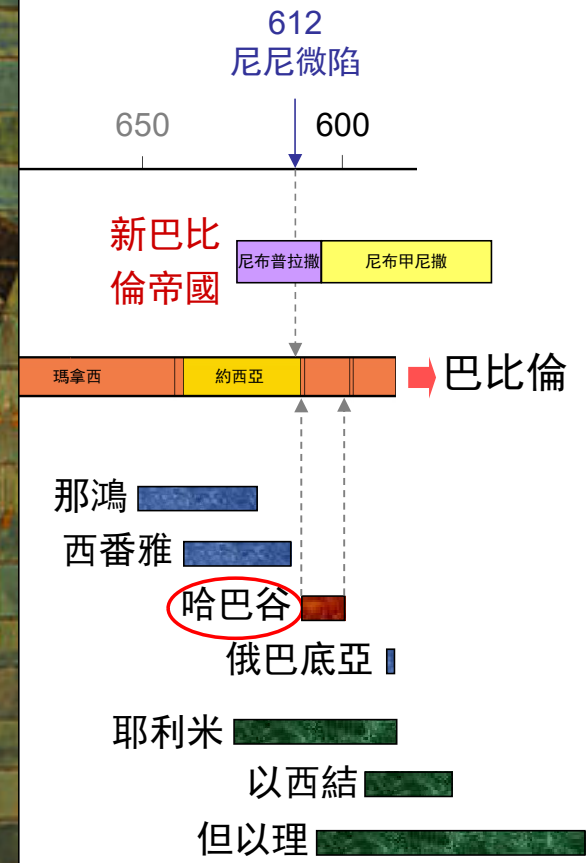 612
尼尼微陷
650
600
新巴比
倫帝國
尼布普拉撒
尼布甲尼撒
瑪拿西
約西亞
巴比倫
那鴻
西番雅
哈巴谷
俄巴底亞
耶利米
以西結
但以理